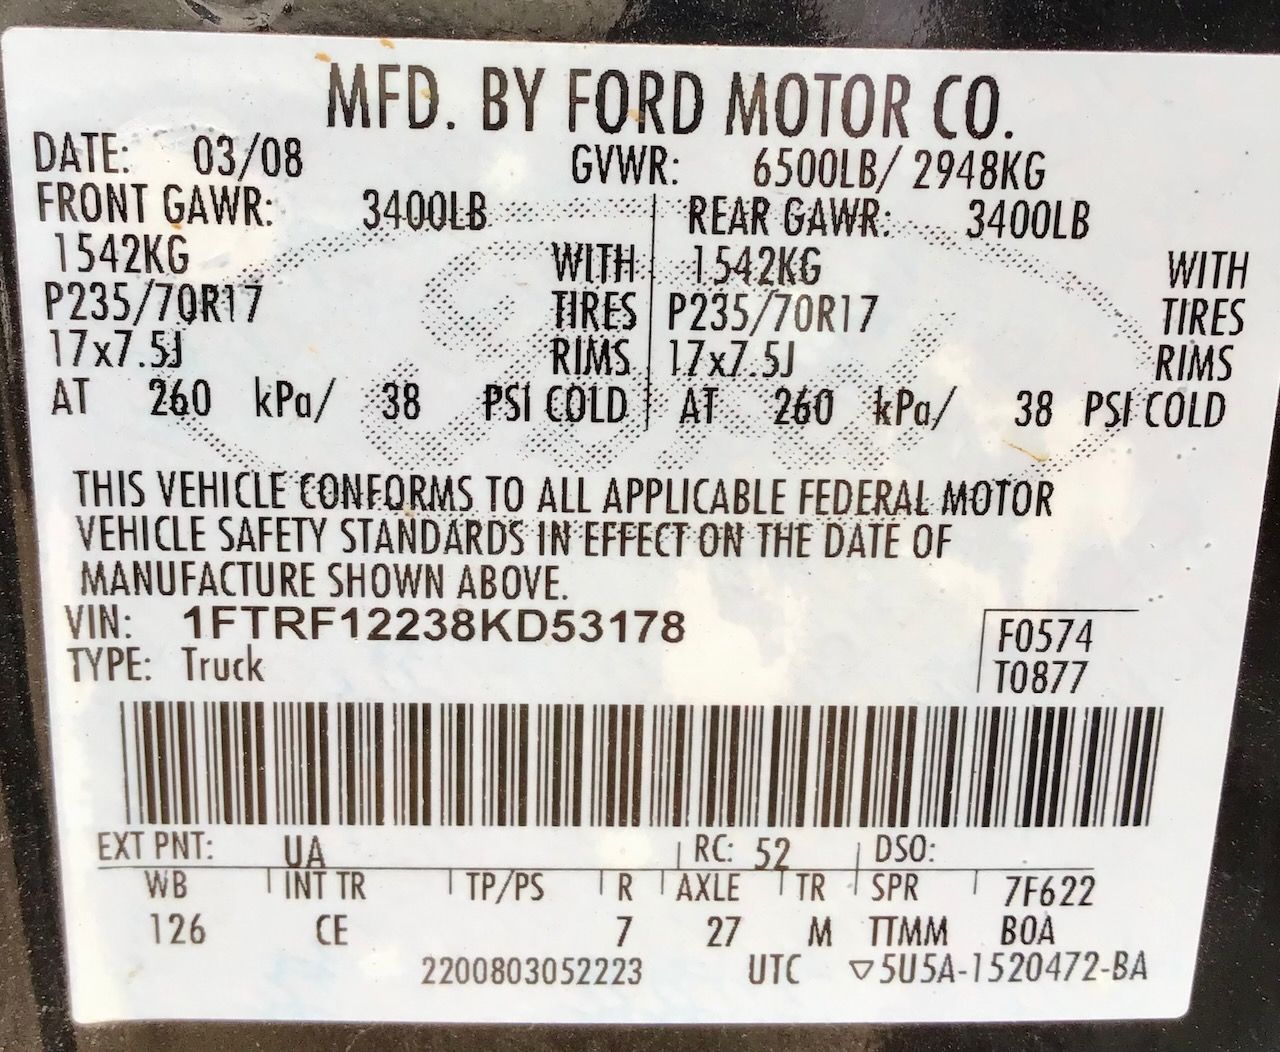 MFD. BY FORD MOTOR CO.
DATE: 03/08 GVWR: 6500LB/ 2948KG
FRONT GAWR: 3400LB REAR GAWR: 3400LB
1542KG WITH 1542KG WITH
P235/70R17 TIRES P235/70R17 TIRES
17x7.5J RIMS 17x7.5J RIMS
AT 260 kPa/ 38 PSI COLD AT 260 kPa/ 38 PSI COLD
THIS VEHICLE CONFORMS TO ALL APPLICABLE FEDERAL MOTOR
VEHICLE SAFETY STANDARDS IN EFFECT ON THE DATE OF
MANUFACTURE SHOWN ABOVE.
VIN: 1FTRF12238KD53178 F0574
TYPE: Truck T0877
EXT PNT: UA RC: 52 DSO:
WB INT TR TP/PS R AXLE TR SPR 7F622
126 CE 7 27 M TTMM BOA
2200803052223 UTC ▽5U5A-1520472-BA